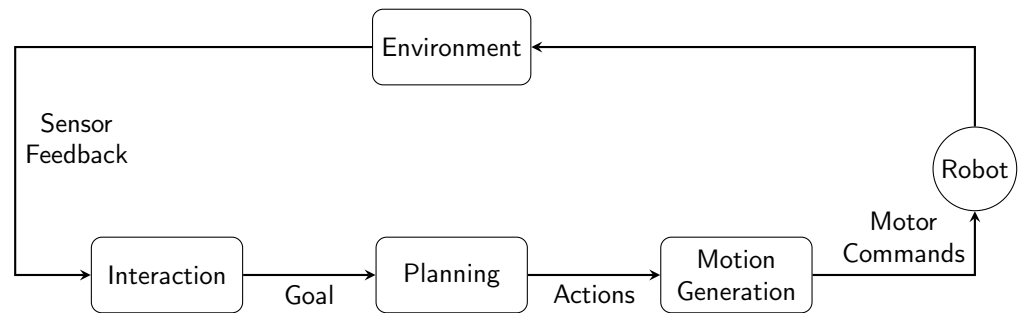 Environment
Sensor
Feedback
Robot
Motor
Commands
Interaction
Goal
Planning
Actions
Motion
Generation